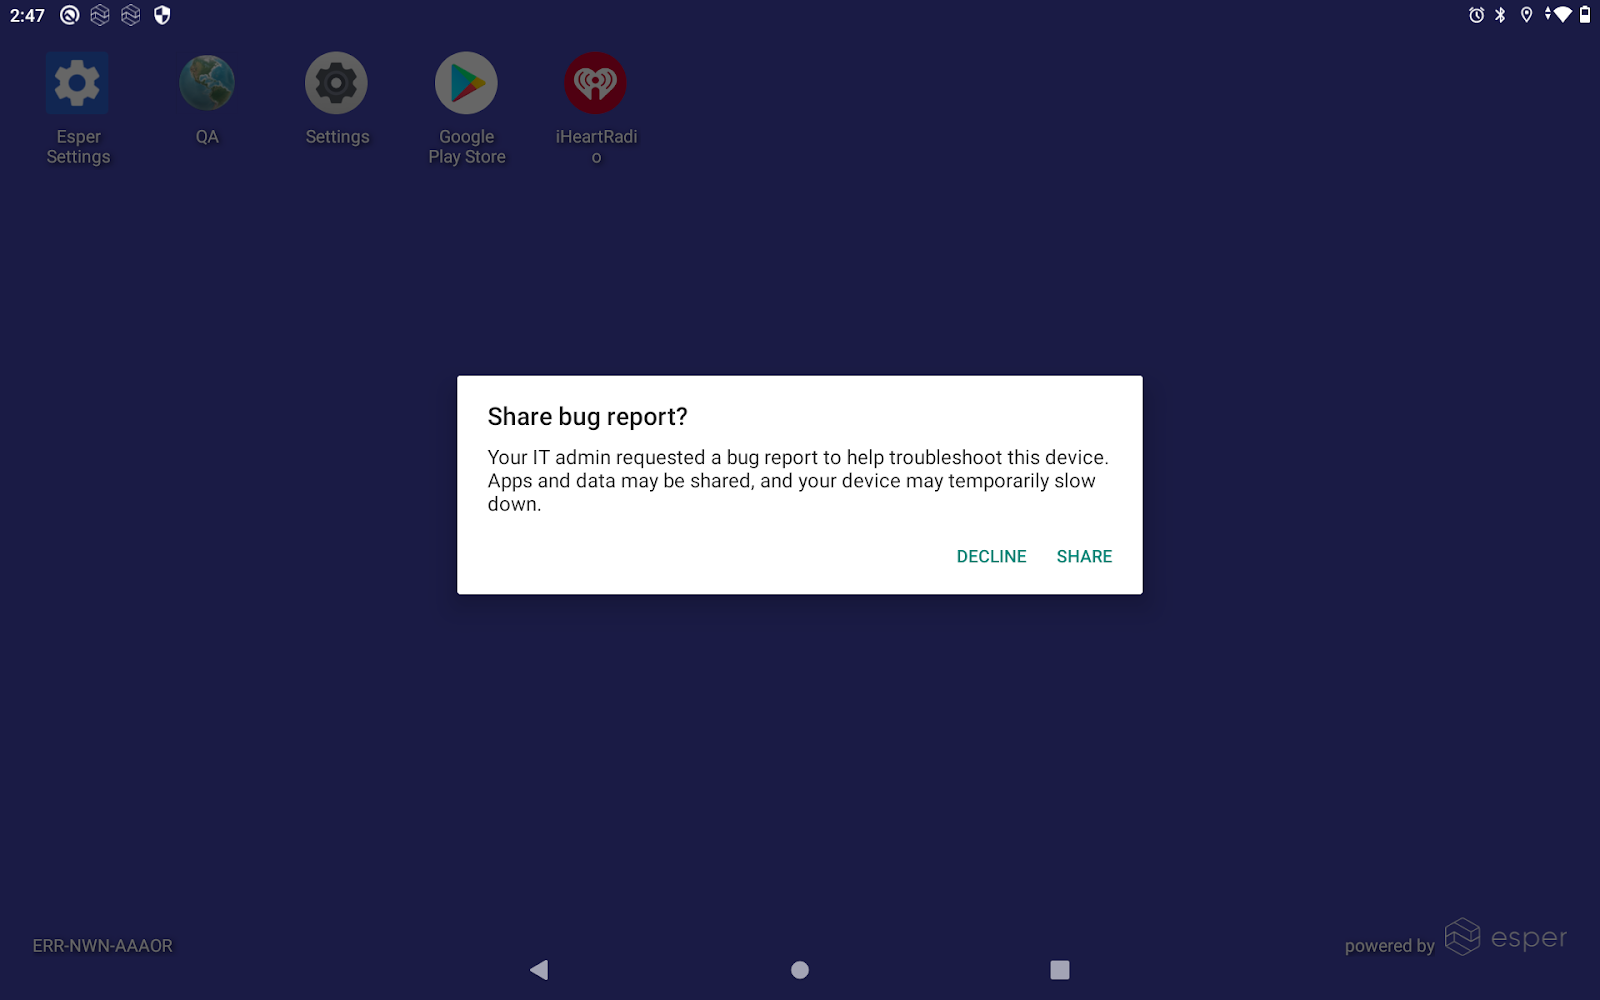 2:47
Esper
Settings
QA
Settings
Google
Play Store
iHeartRadi
o
Share bug report?
Your IT admin requested a bug report to help troubleshoot this device.
Apps and data may be shared, and your device may temporarily slow
down.
DECLINE SHARE
ERR-NWN-AAAOR
powered by esper